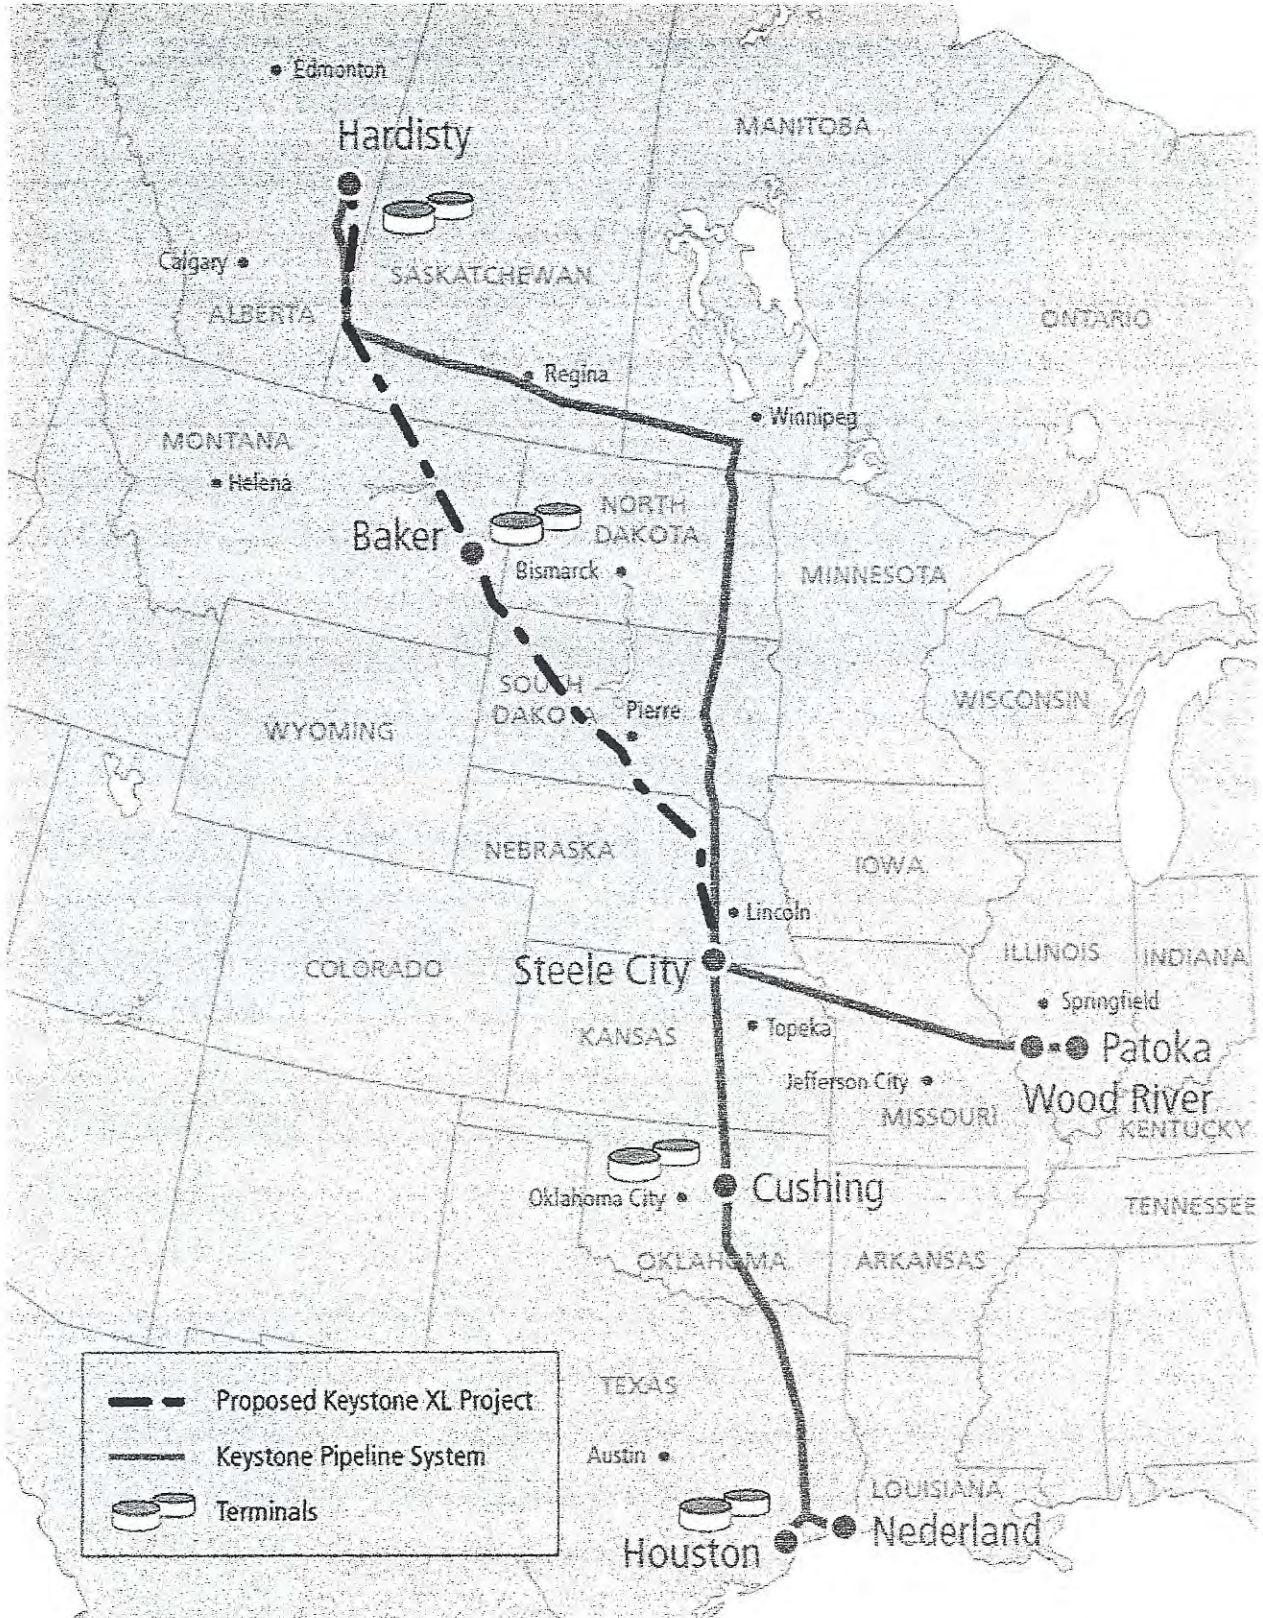 Edmonton
Hardisty
MANITOBA
Calgary
SASKATCHEWAN
ALBERTA
ONTARIO
Regina
Winnipeg
MONTANA
Helena
NORTH
DAKOTA
Baker
Bismarck
MINNESOTA
SOUTH
DAKOTA
Pierre
WISCONSIN
WYOMING
NEBRASKA
IOWA
Lincoln
Steele City
COLORADO
ILLINOIS
INDIANA
Springfield
KANSAS
Topeka
Patoka
Jefferson City
Wood River
MISSOURI
KENTUCKY
Cushing
Oklahoma City
TENNESSEE
OKLAHOMA
ARKANSAS
Proposed Keystone XL Project
Keystone Pipeline System
Terminals
TEXAS
Austin
LOUISIANA
Houston
Nederland